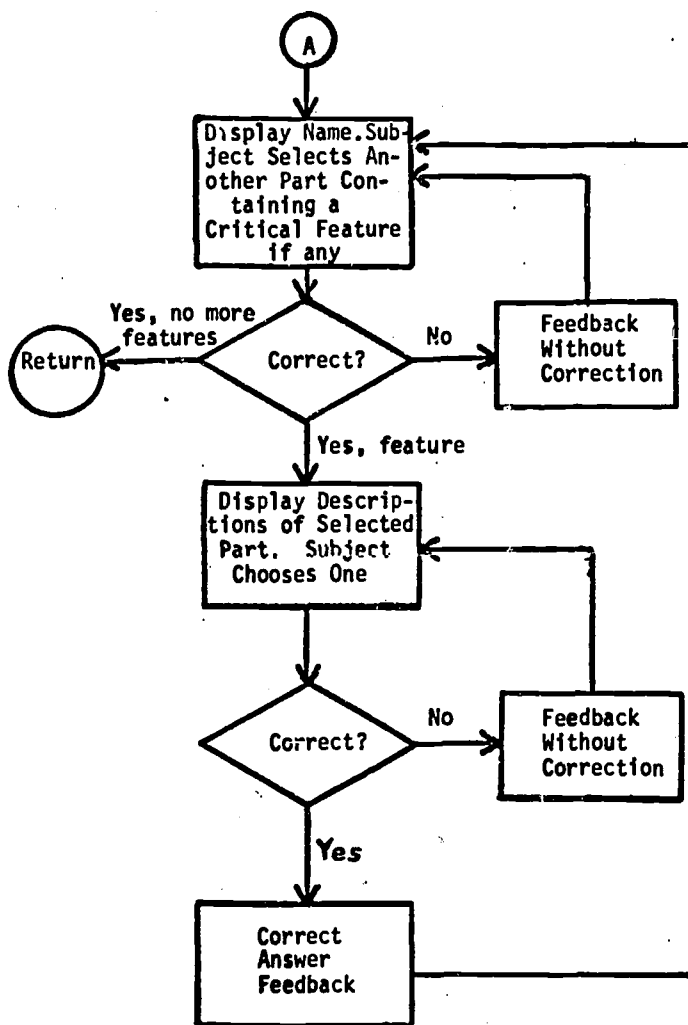 A
Display Name.Sub-
ject Selects An-
other Part Con-
taining a
Critical Feature
if any
Yes, no more
features
Return
Correct?
No
Feedback
Without
Correction
Yes, feature
Display Descrip-
tions of Selected
Part. Subject
Chooses One
Correct?
No
Feedback
Without
Correction
Yes
Correct
Answer
Feedback